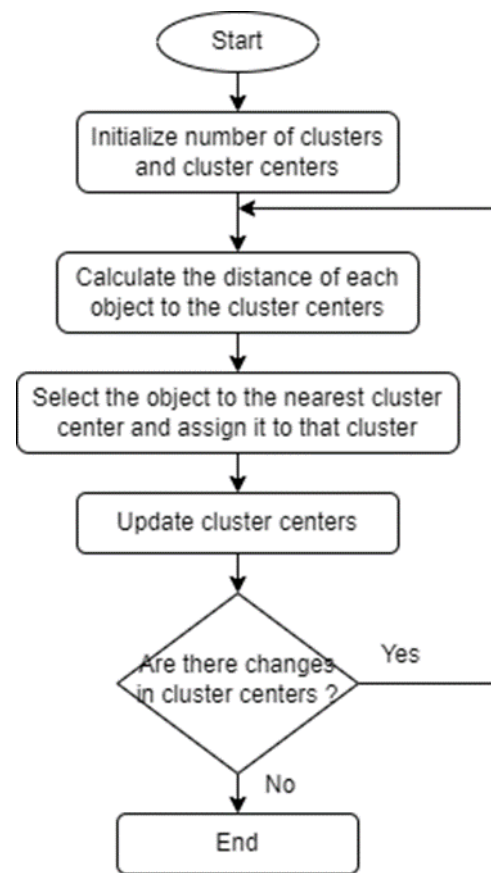 Start
Initialize number of clusters
and cluster centers
Calculate the distance of each
object to the cluster centers
Select the object to the nearest cluster
center and assign it to that cluster
Update cluster centers
Are there changes
in cluster centers ?
Yes
No
End